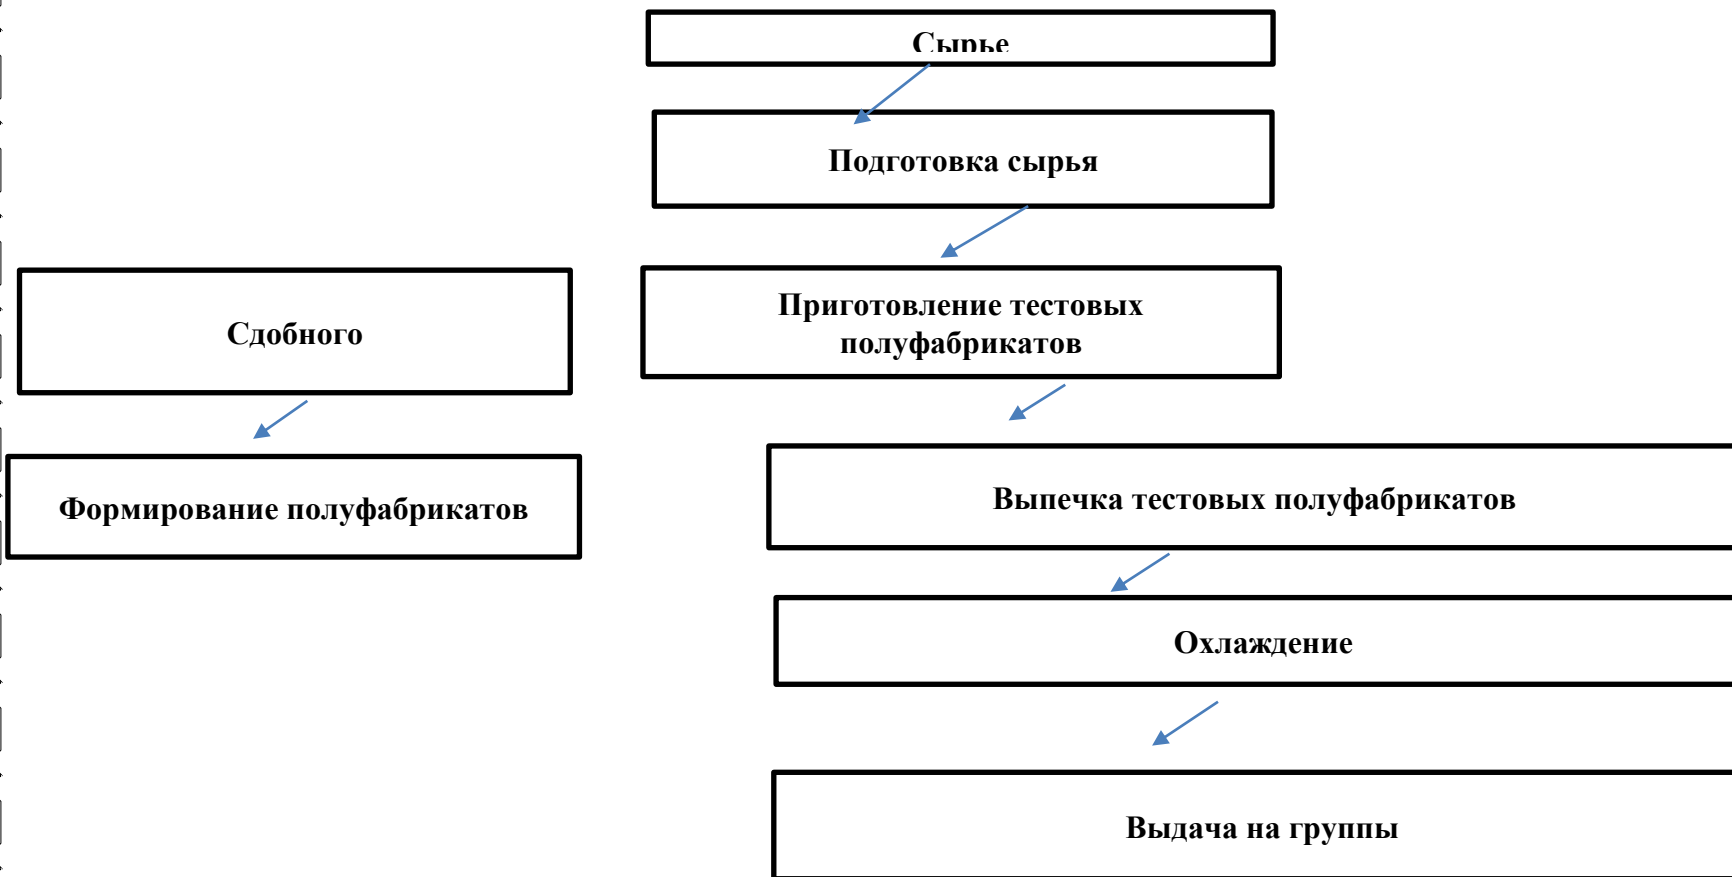 Сырье
Подготовка сырья
Приготовление тестовых
полуфабрикатов
Сдобного
Формирование полуфабрикатов
Выпечка тестовых полуфабрикатов
Охлаждение
Выдача на группы